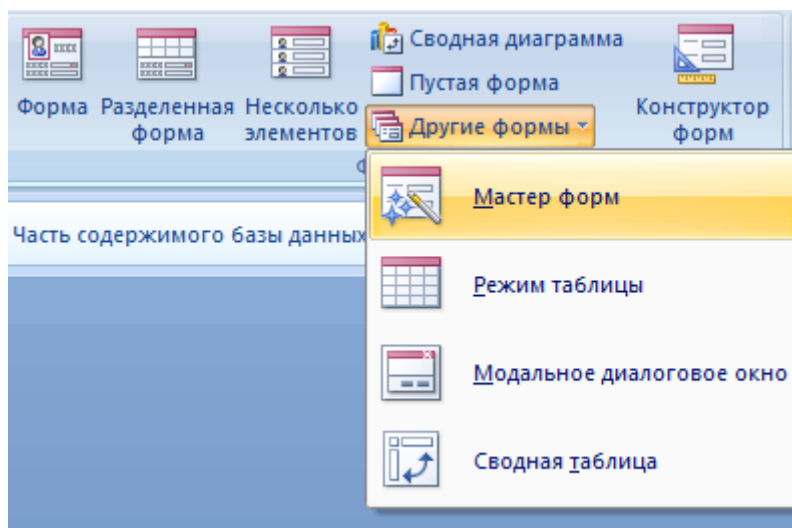 Сводная диаграмма
Пустая форма
Форма Разделенная Несколько
форма элементов
Другие формы
Конструктор
форм
Часть содержимого базы данных
Мастер форм
Режим таблицы
Модальное диалоговое окно
Сводная таблица